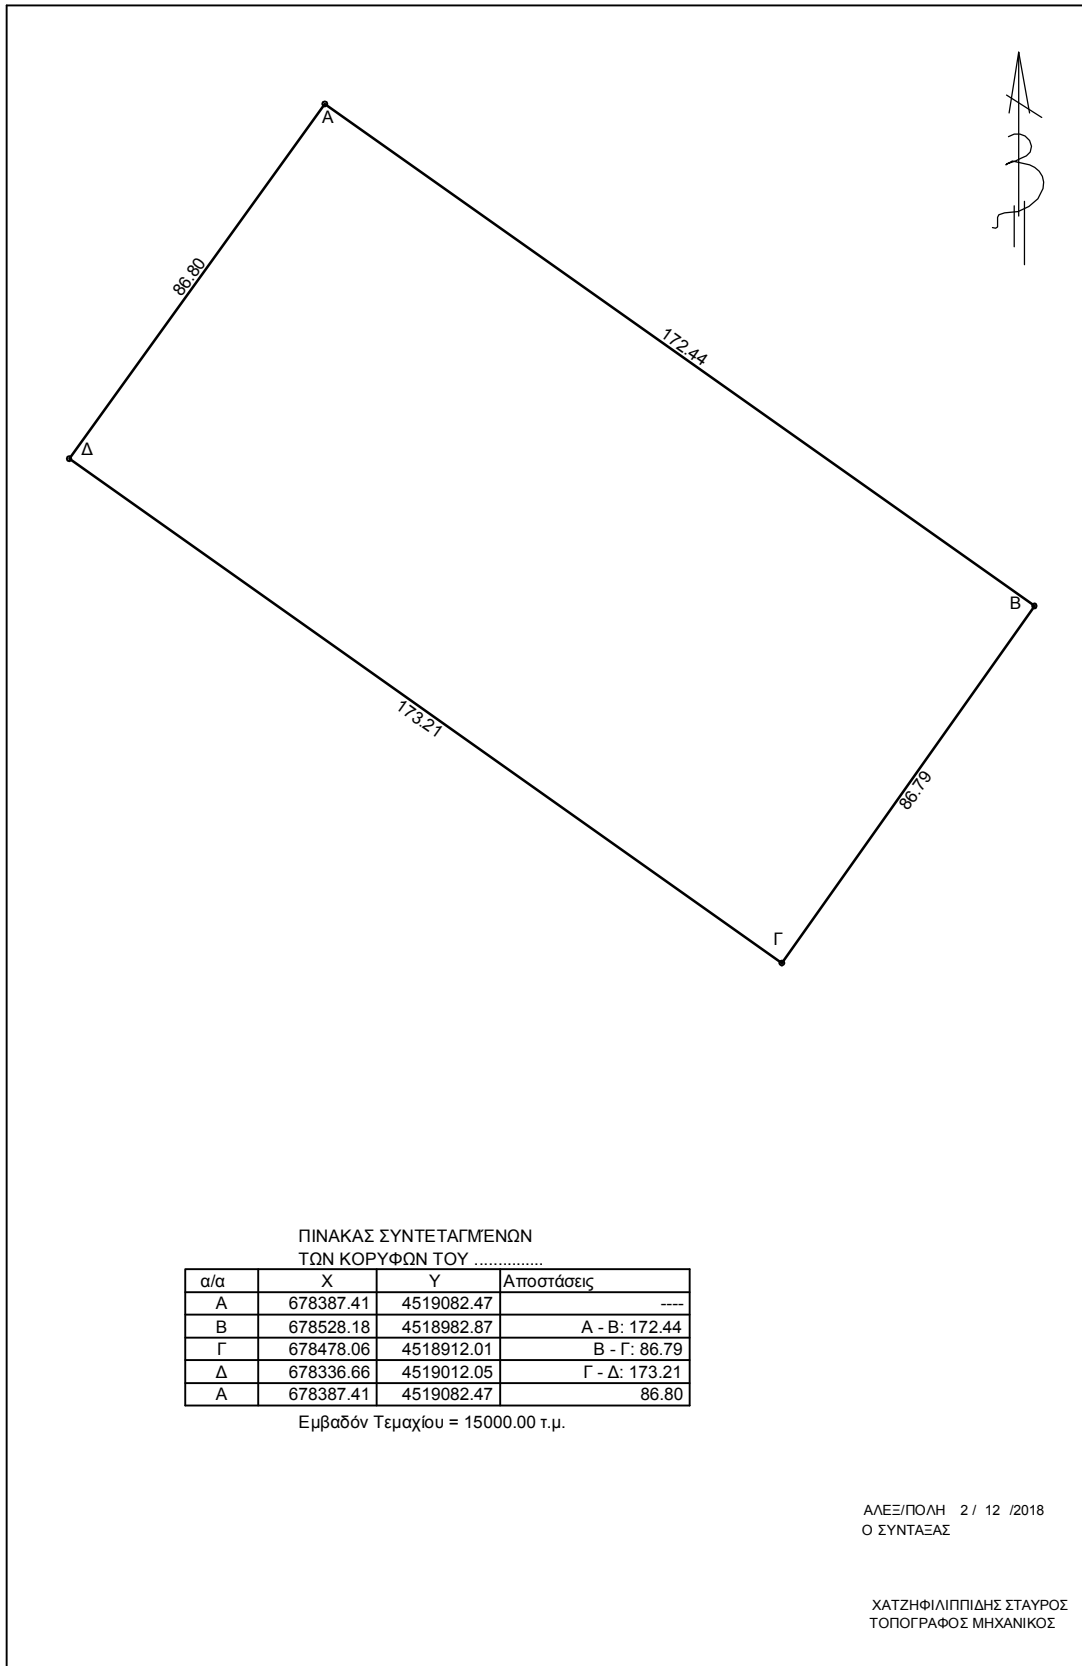 Α
86.80
172.44
Δ
Β
173.21
86.79
Γ
ΠΙΝΑΚΑΣ ΣΥΝΤΕΤΑΓΜΈΝΩΝ
ΤΩΝ ΚΟΡΥΦΩΝ ΤΟΥ ...............
α/α Χ Υ Αποστάσεις
Α 678387.41 4519082.47 ----
Β 678528.18 4518982.87 Α - Β: 172.44
Γ 678478.06 4518912.01 Β - Γ: 86.79
Δ 678336.66 4519012.05 Γ - Δ: 173.21
Α 678387.41 4519082.47 86.80
Εμβαδόν Τεμαχίου = 15000.00 τ.μ.
ΑΛΕΞ/ΠΟΛΗ 2 / 12 /2018
Ο ΣΥΝΤΑΞΑΣ
ΧΑΤΖΗΦΙΛΙΠΠΙΔΗΣ ΣΤΑΥΡΟΣ
ΤΟΠΟΓΡΑΦΟΣ ΜΗΧΑΝΙΚΟΣ